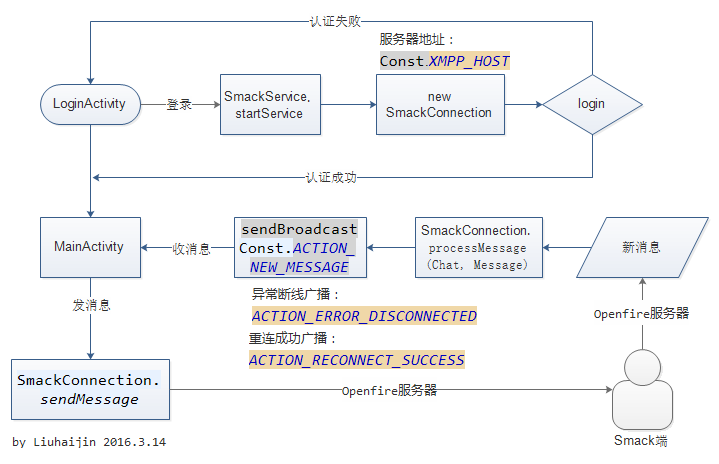 认证失败
服务器地址：
Const.XMPP_HOST
LoginActivity
登录
SmackService.
startService
new
SmackConnection
login
认证成功
MainActivity
收消息
sendBroadcast
Const.ACTION_
NEW_MESSAGE
SmackConnection.
processMessage
(Chat, Message)
新消息
异常断线广播：
ACTION_ERROR_DISCONNECTED
重连成功广播：
ACTION_RECONNECT_SUCCESS
发消息
Openfire服务器
SmackConnection.
sendMessage
Openfire服务器
Smack端
by Liuhaijin 2016.3.14